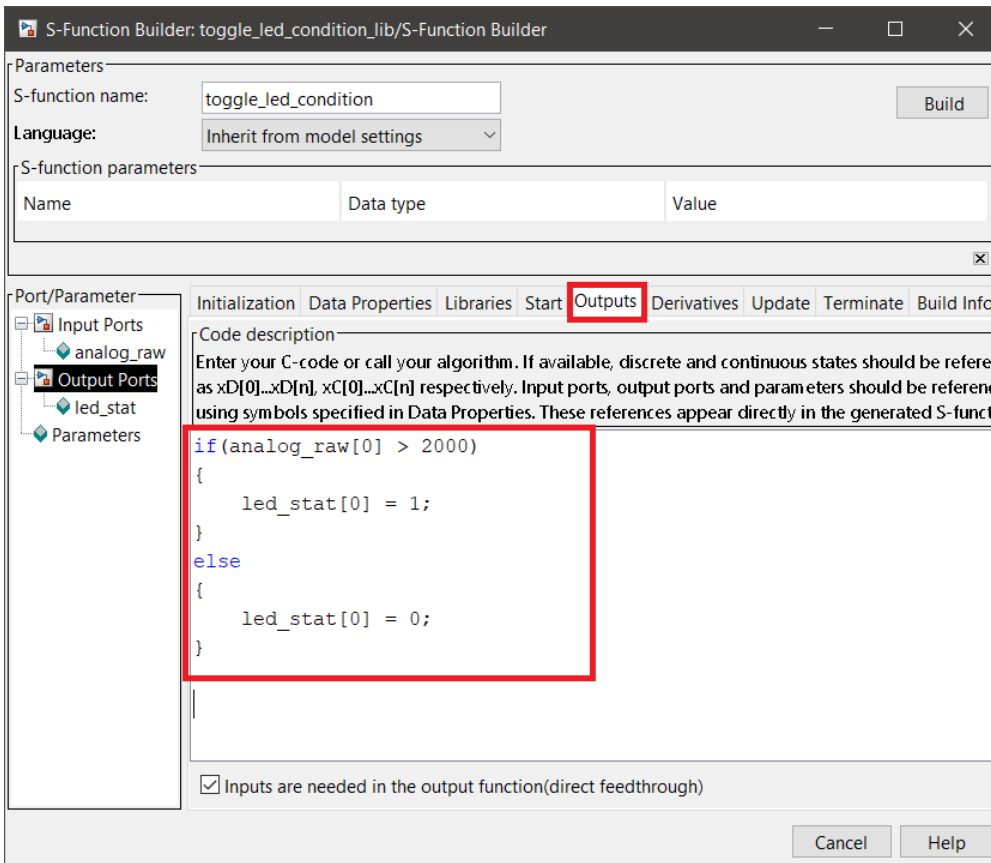 S-Function Builder: toggle_led_condition_lib/S-Function Builder
Parameters
S-function name:
toggle_led_condition
Build
Language:
Inherit from model settings
S-function parameters
Name
Data type
Value
Port/Parameter
Input Ports
analog_raw
Output Ports
led_stat
Parameters
Initialization
Data Properties
Libraries
Start
Outputs
Derivatives
Update
Terminate
Build Info
Code description
Enter your C-code or call your algorithm. If available, discrete and continuous states should be refere
as xD[0]...xD[n], xC[0]...xC[n] respectively. Input ports, output ports and parameters should be referenc
using symbols specified in Data Properties. These references appear directly in the generated S-funct
if(analog_raw[0] > 2000)
{
led_stat[0] = 1;
}
else
{
led_stat[0] = 0;
}
Inputs are needed in the output function(direct feedthrough)
Cancel
Help